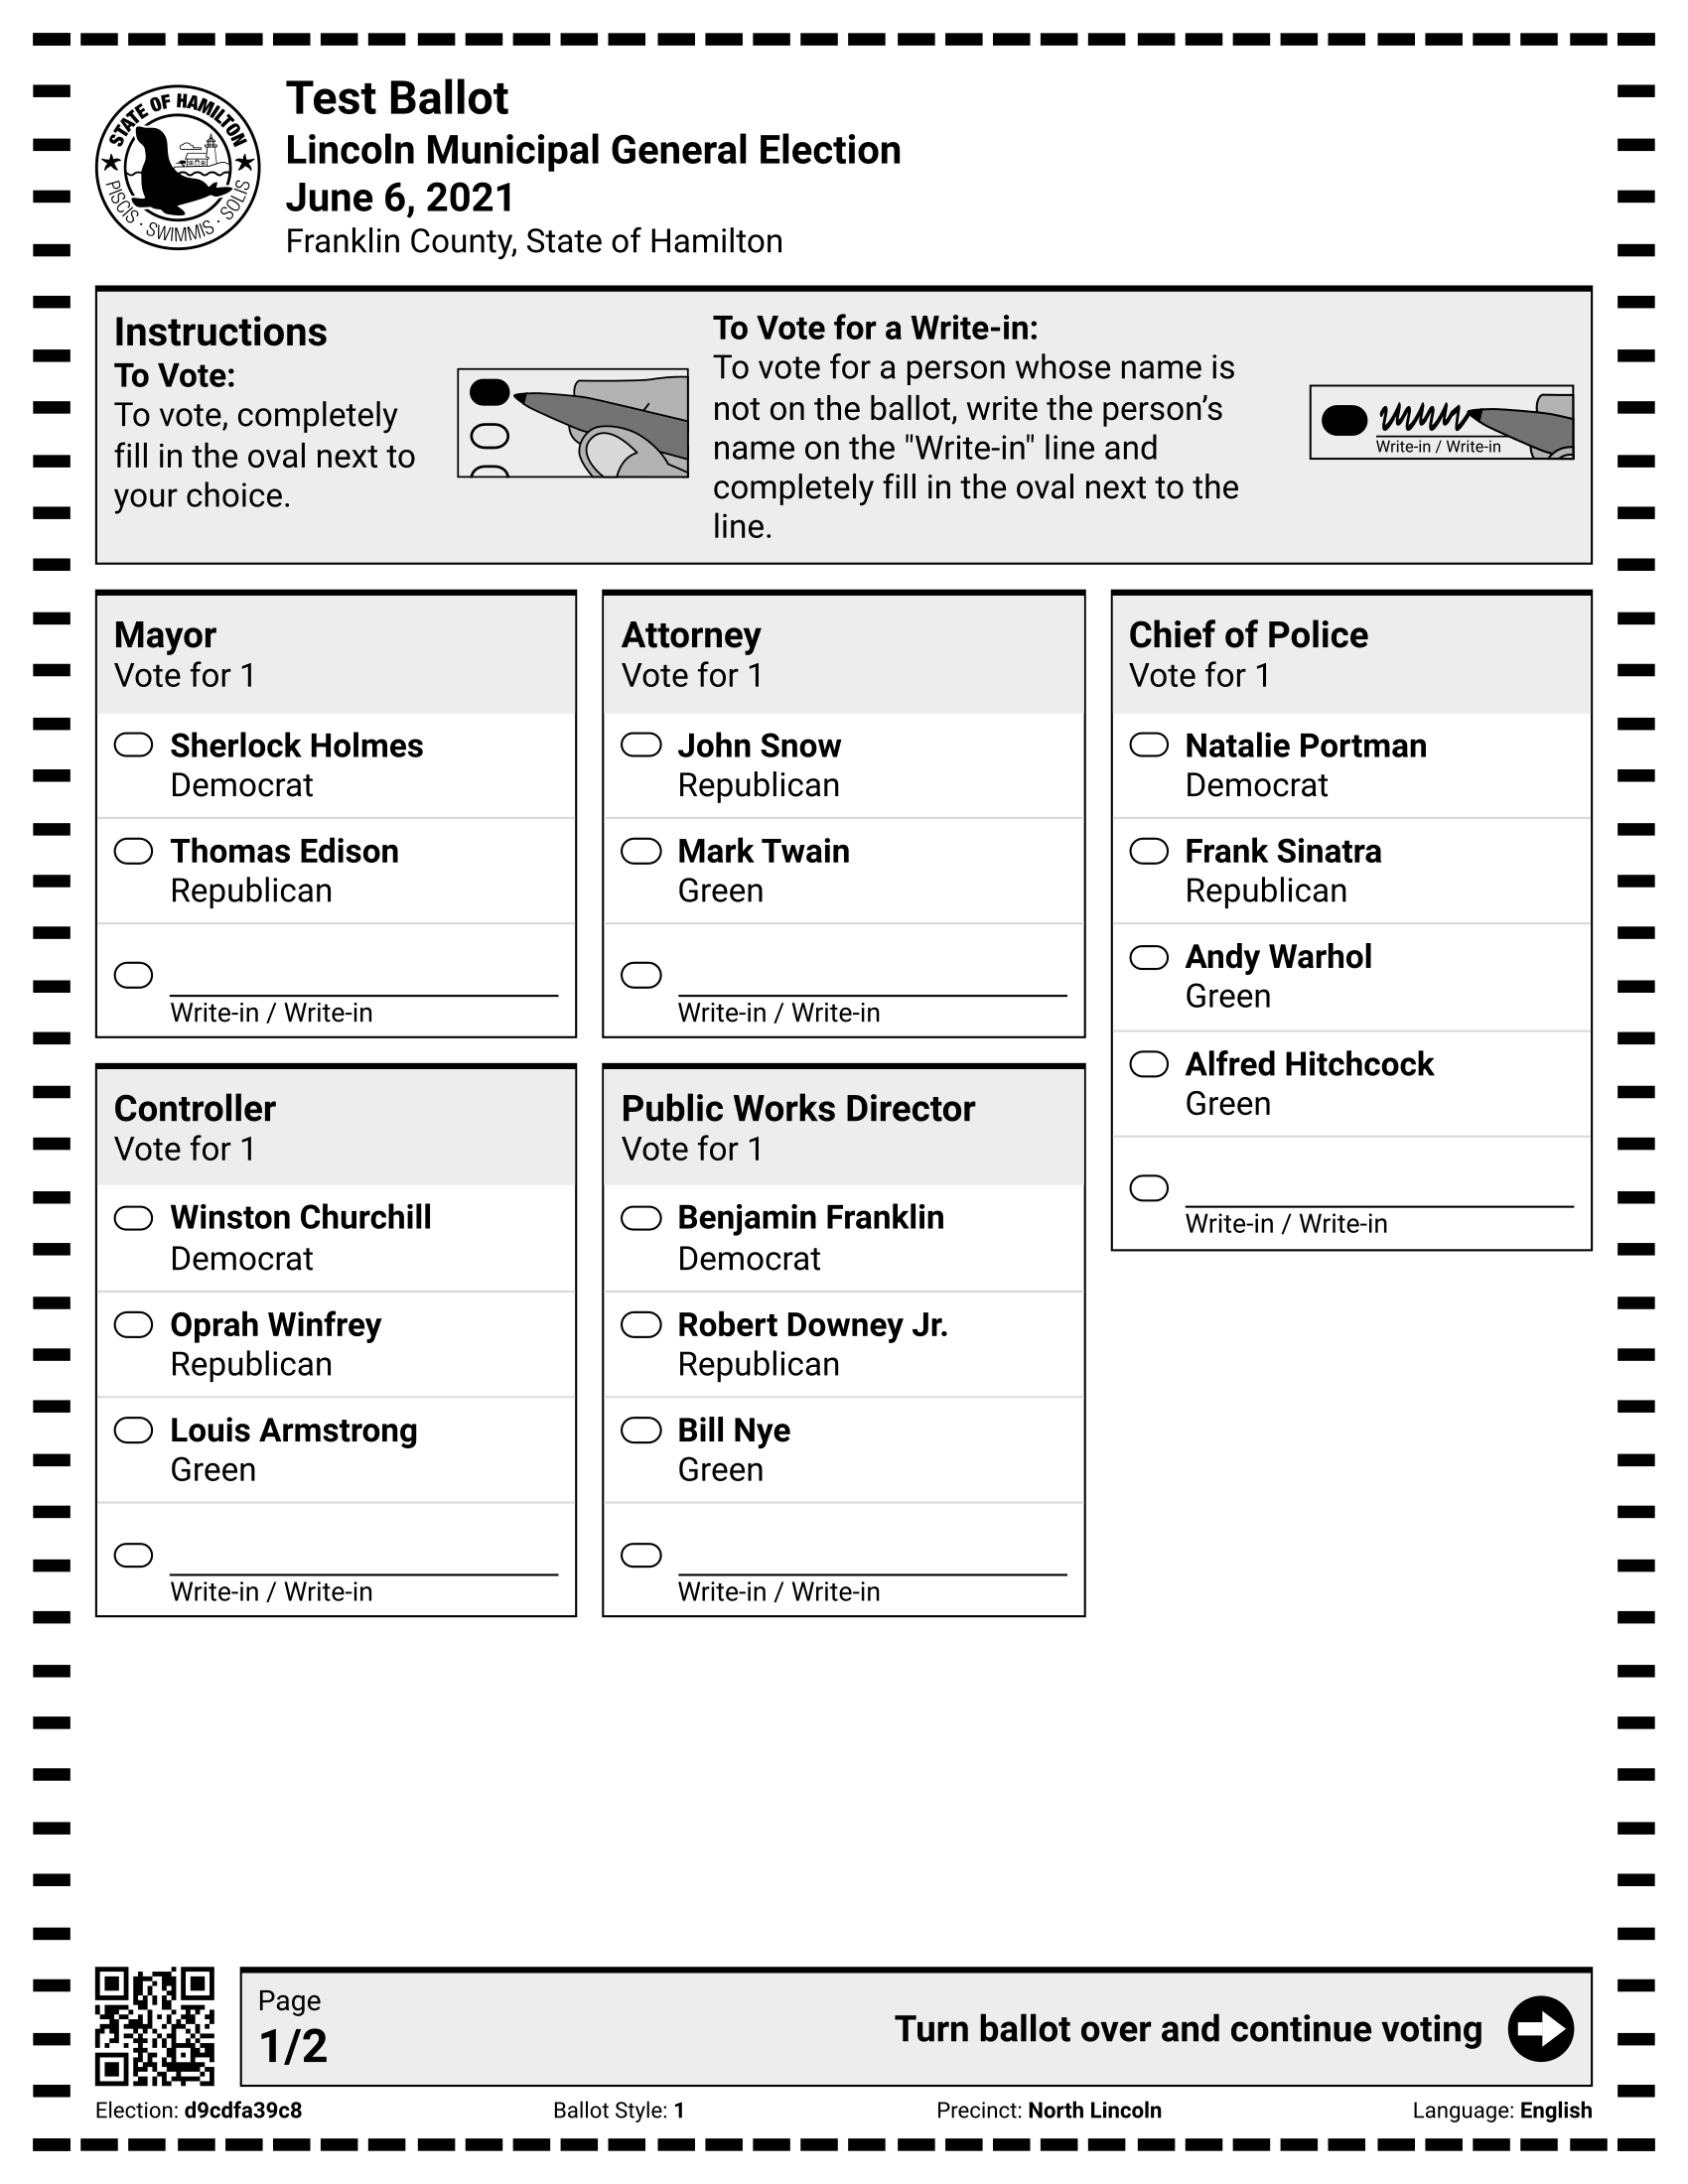 STATE OF HAMILTON
PISCIS · SWIMMIS · SOLIS
Test Ballot
Lincoln Municipal General Election
June 6, 2021
Franklin County, State of Hamilton
Instructions
To Vote:
To vote, completely
fill in the oval next to
your choice.
To Vote for a Write-in:
To vote for a person whose name is
not on the ballot, write the person’s
name on the "Write-in" line and
completely fill in the oval next to the
line.
Write-in / Write-in
Mayor
Vote for 1
Sherlock Holmes
Democrat
Thomas Edison
Republican
Write-in / Write-in
Controller
Vote for 1
Winston Churchill
Democrat
Oprah Winfrey
Republican
Louis Armstrong
Green
Write-in / Write-in
Attorney
Vote for 1
John Snow
Republican
Mark Twain
Green
Write-in / Write-in
Public Works Director
Vote for 1
Benjamin Franklin
Democrat
Robert Downey Jr.
Republican
Bill Nye
Green
Write-in / Write-in
Chief of Police
Vote for 1
Natalie Portman
Democrat
Frank Sinatra
Republican
Andy Warhol
Green
Alfred Hitchcock
Green
Write-in / Write-in
Page
1/2
Turn ballot over and continue voting
Election: d9cdfa39c8 Ballot Style: 1 Precinct: North Lincoln Language: English